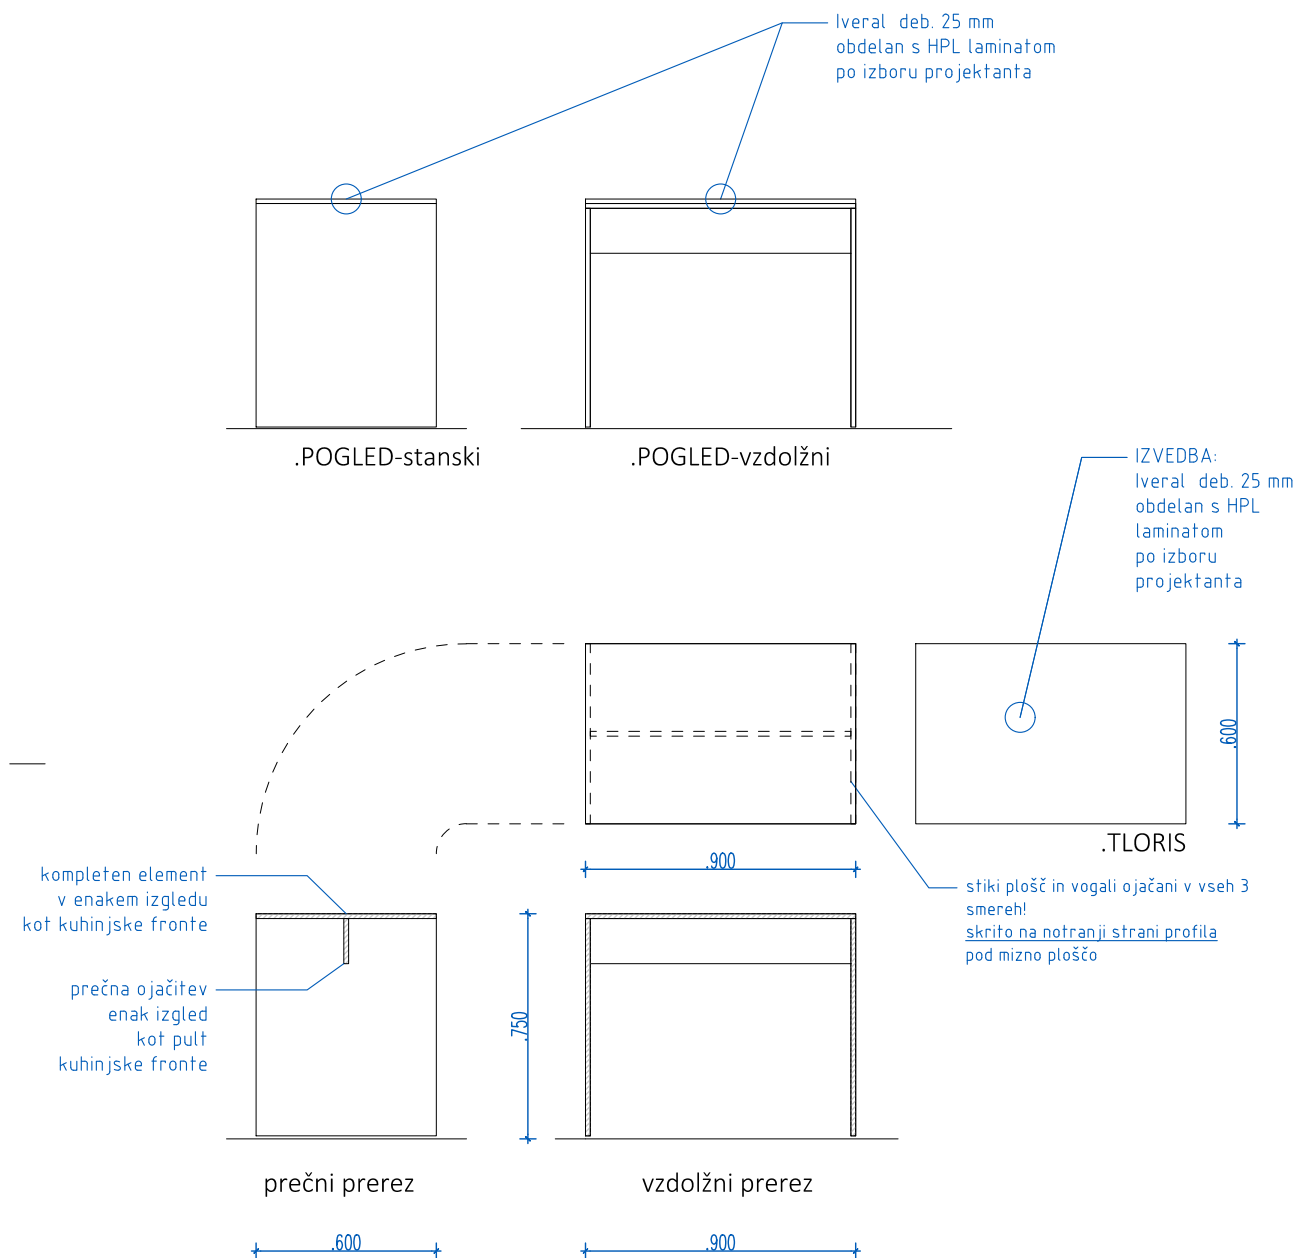 Iveral deb. 25 mm
obdelan s HPL laminatom
po izboru projektanta
.POGLED-stanski
.POGLED-vzdolžni
IZVEDBA:
Iveral deb. 25 mm
obdelan s HPL
laminatom
po izboru
projektanta
.600
.TLORIS
.900
kompleten element
v enakem izgledu
kot kuhinjske fronte
stiki plošč in vogali ojačani v vseh 3
smereh!
skrito na notranji strani profila
pod mizno ploščo
prečna ojačitev
enak izgled
kot pult
kuhinjske fronte
.750
prečni prerez
vzdolžni prerez
.600
.900